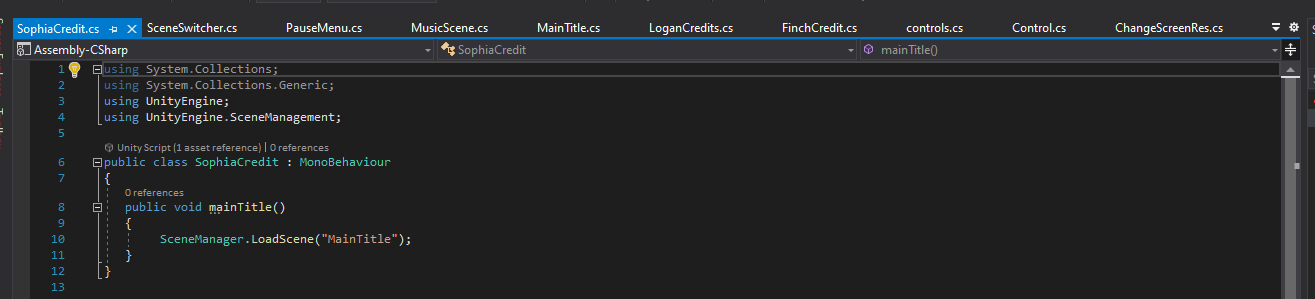 SophiaCredit.cs SceneSwitcher.cs PauseMenu.cs MusicScene.cs MainTitle.cs LoganCredits.cs FinchCredit.cs controls.cs Control.cs ChangeScreenRes.cs
Assembly-CSharp SophiaCredit mainTitle()
1 using System.Collections;
2 using System.Collections.Generic;
3 using UnityEngine;
4 using UnityEngine.SceneManagement;
5
Unity Script (1 asset reference) | 0 references
6 public class SophiaCredit : MonoBehaviour
7 {
0 references
8 public void mainTitle()
9 {
10 SceneManager.LoadScene("MainTitle");
11 }
12 }
13